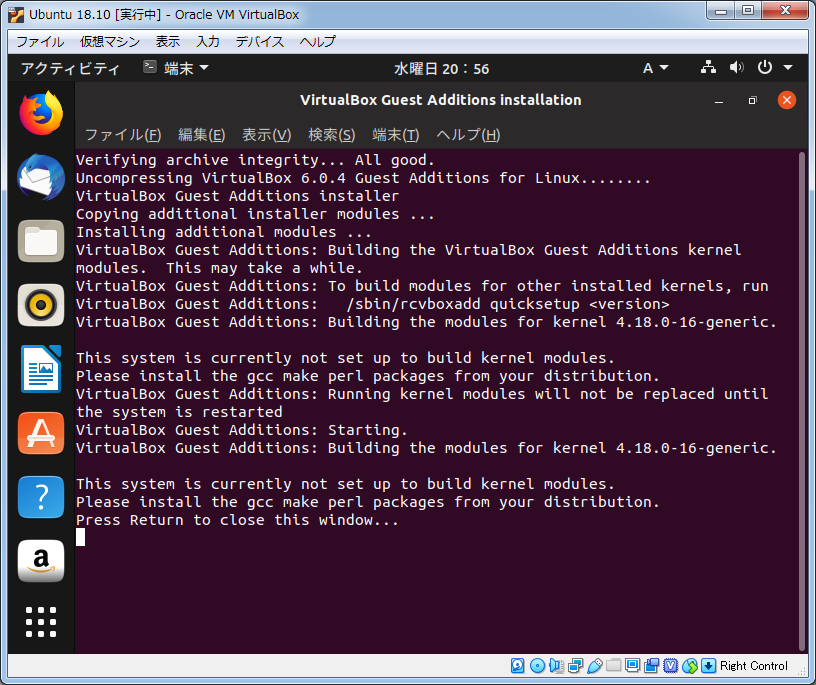 Ubuntu 18.10 [実行中] - Oracle VM VirtualBox
ファイル 仮想マシン 表示 入力 デバイス ヘルプ
アクティビティ 端末 水曜日 20：56 A
VirtualBox Guest Additions installation
ファイル(F) 編集(E) 表示(V) 検索(S) 端末(T) ヘルプ(H)
Verifying archive integrity... All good.
Uncompressing VirtualBox 6.0.4 Guest Additions for Linux........
VirtualBox Guest Additions installer
Copying additional installer modules ...
Installing additional modules ...
VirtualBox Guest Additions: Building the VirtualBox Guest Additions kernel
modules.  This may take a while.
VirtualBox Guest Additions: To build modules for other installed kernels, run
VirtualBox Guest Additions:   /sbin/rcvboxadd quicksetup <version>
VirtualBox Guest Additions: Building the modules for kernel 4.18.0-16-generic.
This system is currently not set up to build kernel modules.
Please install the gcc make perl packages from your distribution.
VirtualBox Guest Additions: Running kernel modules will not be replaced until
the system is restarted
VirtualBox Guest Additions: Starting.
VirtualBox Guest Additions: Building the modules for kernel 4.18.0-16-generic.
This system is currently not set up to build kernel modules.
Please install the gcc make perl packages from your distribution.
Press Return to close this window...
Right Control